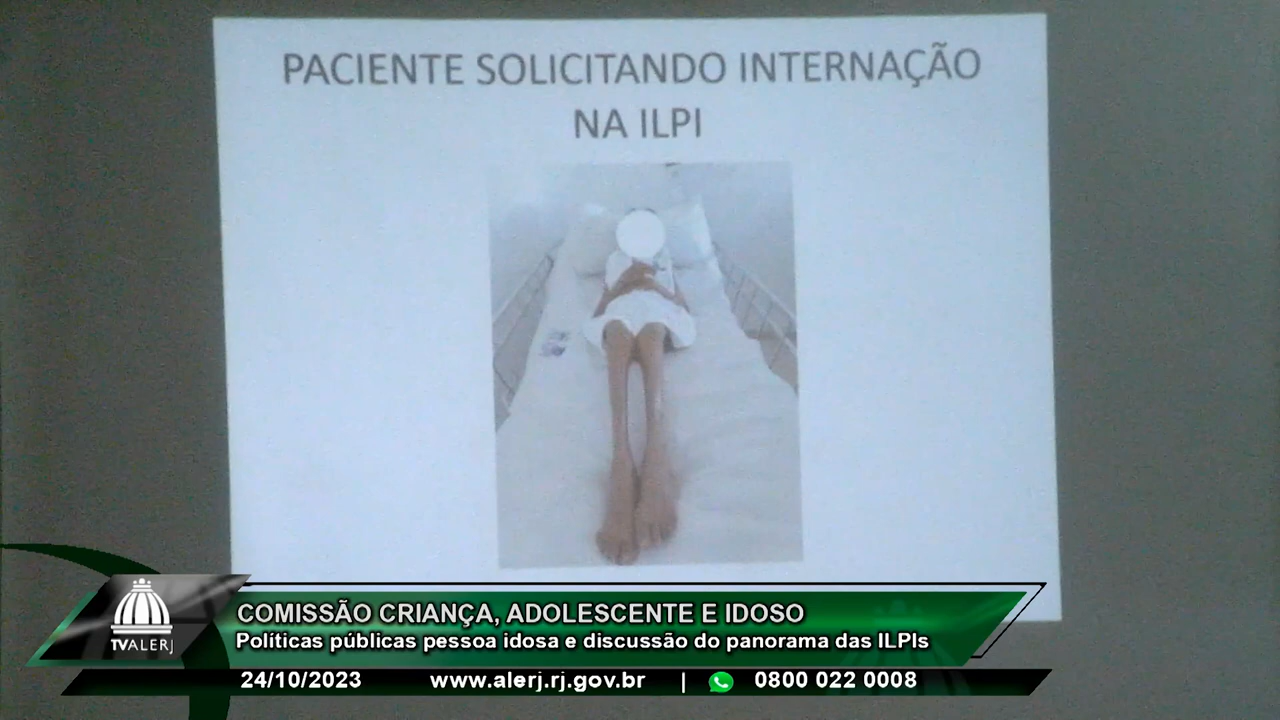 PACIENTE SOLICITANDO INTERNAÇÃO
NA ILPI
COMISSÃO CRIANÇA, ADOLESCENTE E IDOSO
Políticas públicas pessoa idosa e discussão do panorama das ILPIs
TVALERJ
24/10/2023 www.alerj.rj.gov.br | 0800 022 0008